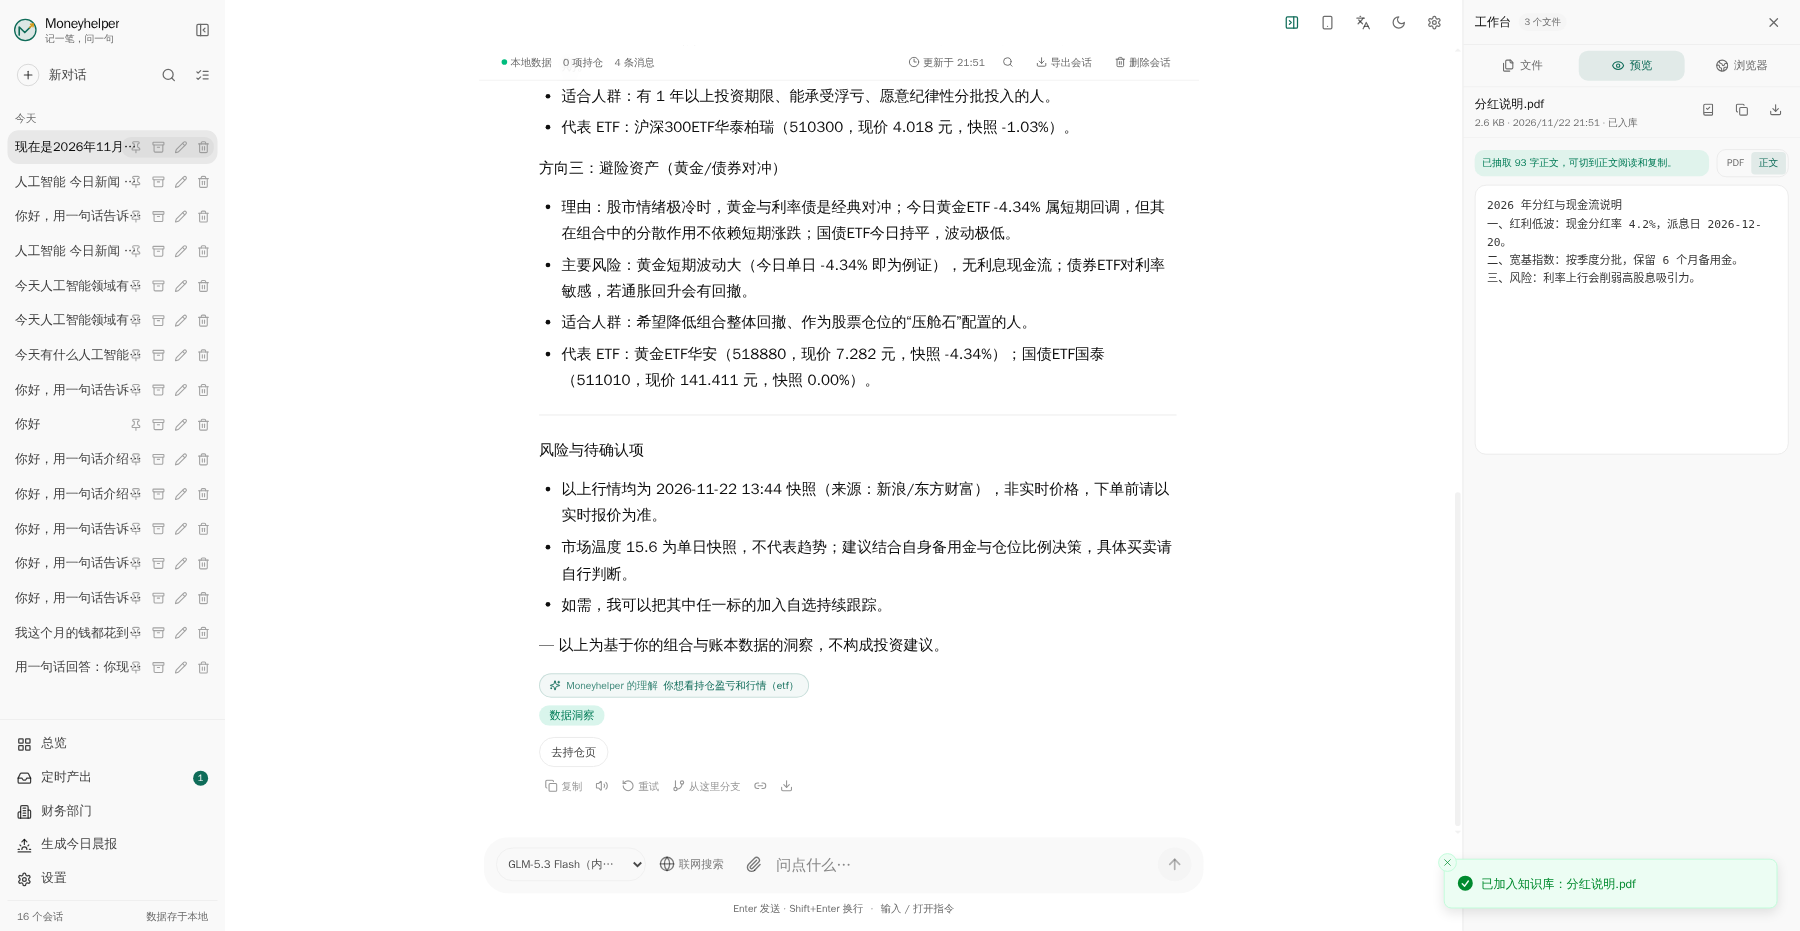 Moneyhelper
记一笔，问一句
新对话
今天
现在是2026年11月…
人工智能 今日新闻 …
你好，用一句话告诉…
人工智能 今日新闻 …
今天人工智能领域有…
今天人工智能领域有…
今天有什么人工智能…
你好，用一句话告诉…
你好
你好，用一句话介绍…
你好，用一句话介绍…
你好，用一句话告诉…
你好，用一句话告诉…
你好，用一句话告诉…
我这个月的钱都花到…
用一句话回答：你现…
总览
定时产出 1
财务部门
生成今日晨报
设置
16 个会话 数据存于本地
本地数据 0 项持仓 4 条消息 更新于 21:51 导出会话 删除会话
适合人群：有 1 年以上投资期限、能承受浮亏、愿意纪律性分批投入的人。
代表 ETF：沪深300ETF华泰柏瑞（510300，现价 4.018 元，快照 -1.03%）。
方向三：避险资产（黄金/债券对冲）
理由：股市情绪极冷时，黄金与利率债是经典对冲；今日黄金ETF -4.34% 属短期回调，但其
在组合中的分散作用不依赖短期涨跌；国债ETF今日持平，波动极低。
主要风险：黄金短期波动大（今日单日 -4.34% 即为例证），无利息现金流；债券ETF对利率
敏感，若通胀回升会有回撤。
适合人群：希望降低组合整体回撤、作为股票仓位的“压舱石”配置的人。
代表 ETF：黄金ETF华安（518880，现价 7.282 元，快照 -4.34%）；国债ETF国泰
（511010，现价 141.411 元，快照 0.00%）。
风险与待确认项
以上行情均为 2026-11-22 13:44 快照（来源：新浪/东方财富），非实时价格，下单前请以
实时报价为准。
市场温度 15.6 为单日快照，不代表趋势；建议结合自身备用金与仓位比例决策，具体买卖请
自行判断。
如需，我可以把其中任一标的加入自选持续跟踪。
— 以上为基于你的组合与账本数据的洞察，不构成投资建议。
Moneyhelper 的理解 你想看持仓盈亏和行情（etf）
数据洞察
去持仓页
复制 重试 从这里分支
GLM-5.3 Flash（内… 联网搜索 问点什么…
Enter 发送 · Shift+Enter 换行 · 输入 / 打开指令
工作台 3 个文件
文件 预览 浏览器
分红说明.pdf
2.6 KB · 2026/11/22 21:51 · 已入库
已抽取 93 字正文，可切到正文阅读和复制。 PDF 正文
2026 年分红与现金流说明
一、红利低波：现金分红率 4.2%，派息日 2026-12-
20。
二、宽基指数：按季度分批，保留 6 个月备用金。
三、风险：利率上行会削弱高股息吸引力。
已加入知识库：分红说明.pdf